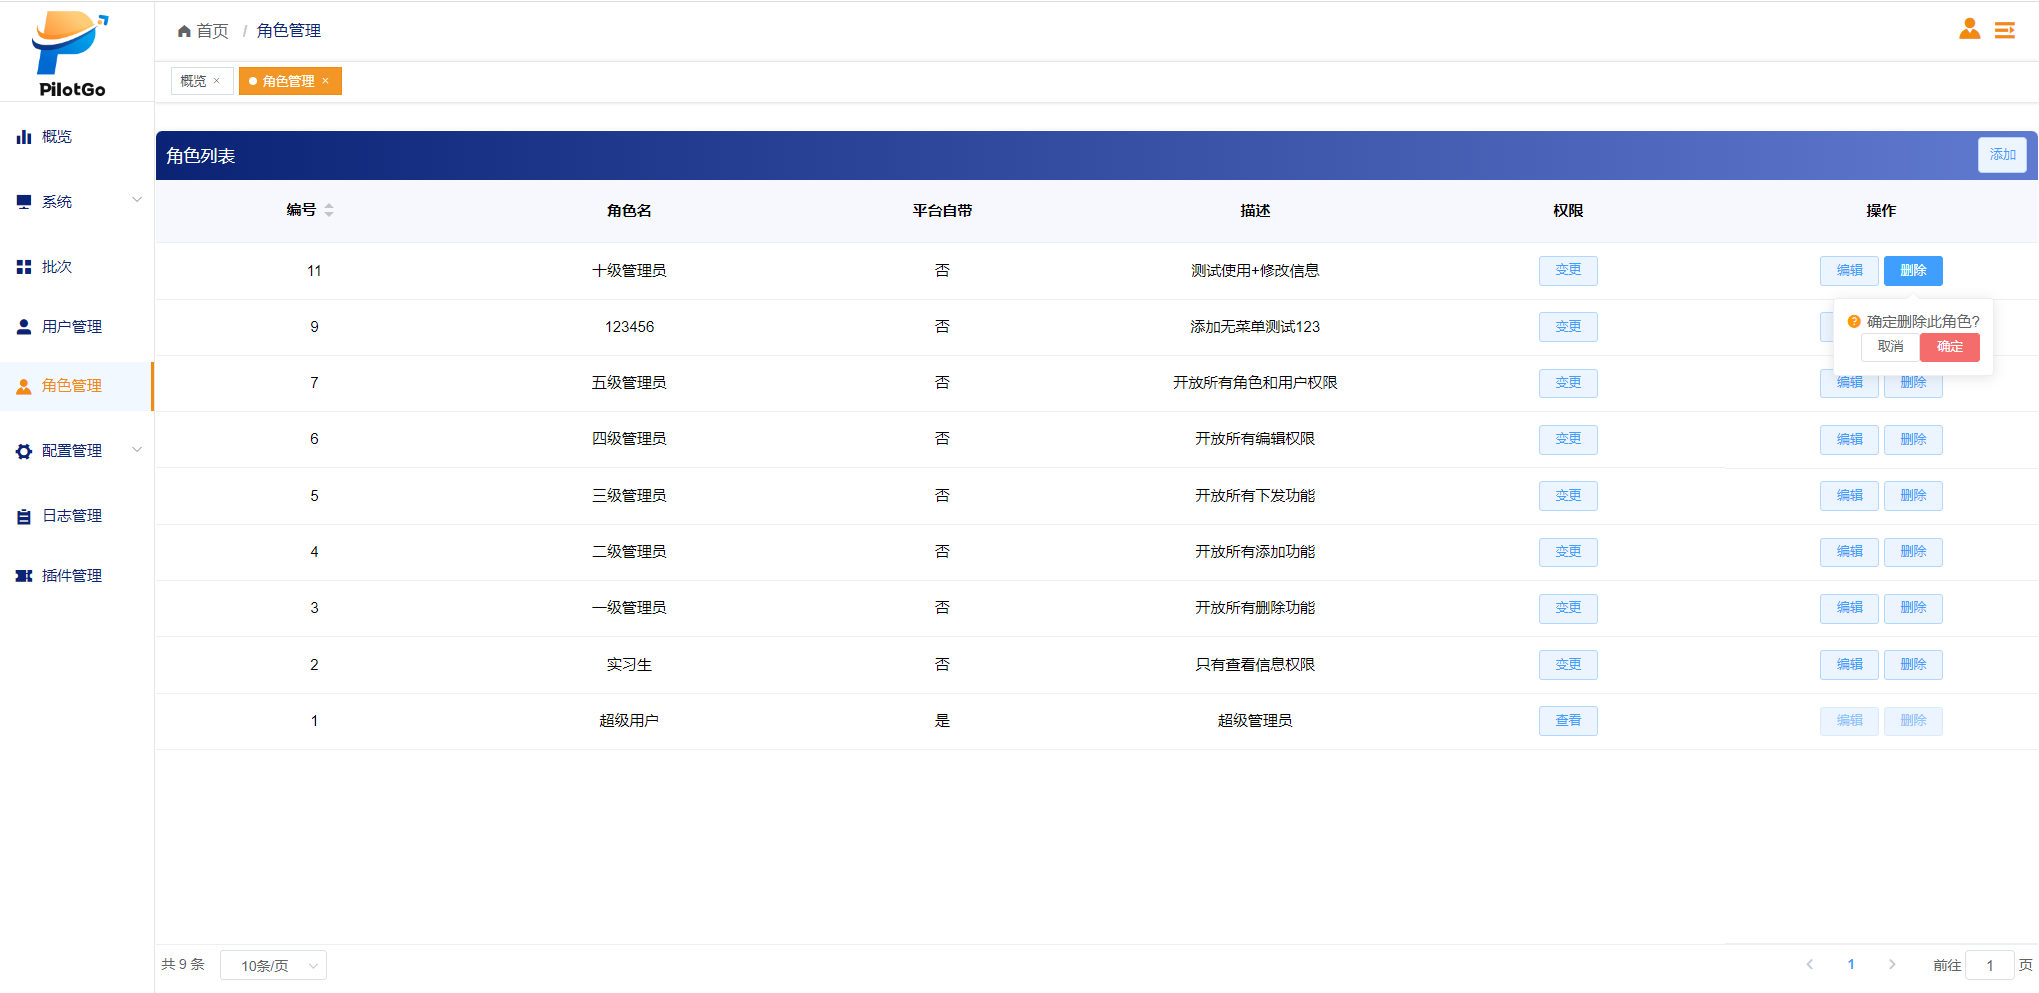 PilotGo
首页 / 角色管理
概览 ×
角色管理 ×
概览
系统
批次
用户管理
角色管理
配置管理
日志管理
插件管理
角色列表 添加
编号 角色名 平台自带 描述 权限 操作
11 十级管理员 否 测试使用+修改信息 变更 编辑 删除
9 123456 否 添加无菜单测试123 变更
确定删除此角色?
取消 确定
7 五级管理员 否 开放所有角色和用户权限 变更 编辑 删除
6 四级管理员 否 开放所有编辑权限 变更 编辑 删除
5 三级管理员 否 开放所有下发功能 变更 编辑 删除
4 二级管理员 否 开放所有添加功能 变更 编辑 删除
3 一级管理员 否 开放所有删除功能 变更 编辑 删除
2 实习生 否 只有查看信息权限 变更 编辑 删除
1 超级用户 是 超级管理员 查看 编辑 删除
共 9 条 10条/页 1 前往 1 页